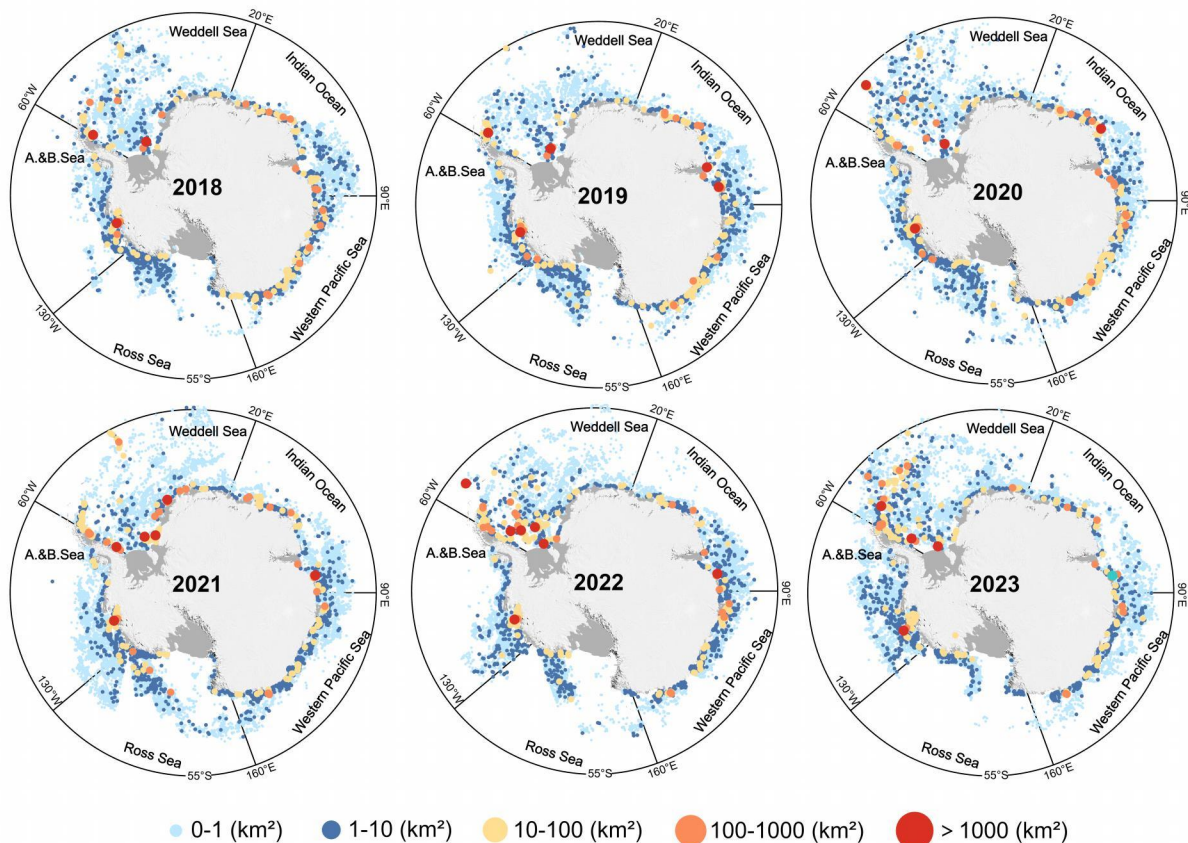 20°E
Weddell Sea
Indian Ocean
60°W
A.&B.Sea
2018
90°E
Western Pacific Sea
130°W
Ross Sea
55°S
160°E
20°E
Weddell Sea
Indian Ocean
60°W
A.&B.Sea
2019
90°E
Western Pacific Sea
130°W
Ross Sea
55°S
160°E
20°E
Weddell Sea
Indian Ocean
60°W
A.&B.Sea
2020
90°E
Western Pacific Sea
130°W
Ross Sea
55°S
160°E
20°E
Weddell Sea
Indian Ocean
60°W
A.&B.Sea
2021
90°E
Western Pacific Sea
130°W
Ross Sea
55°S
160°E
20°E
Weddell Sea
Indian Ocean
60°W
A.&B.Sea
2022
90°E
Western Pacific Sea
130°W
Ross Sea
55°S
160°E
20°E
Weddell Sea
Indian Ocean
60°W
A.&B.Sea
2023
90°E
Western Pacific Sea
130°W
Ross Sea
55°S
160°E
0-1 (km²) 1-10 (km²) 10-100 (km²) 100-1000 (km²) > 1000 (km²)